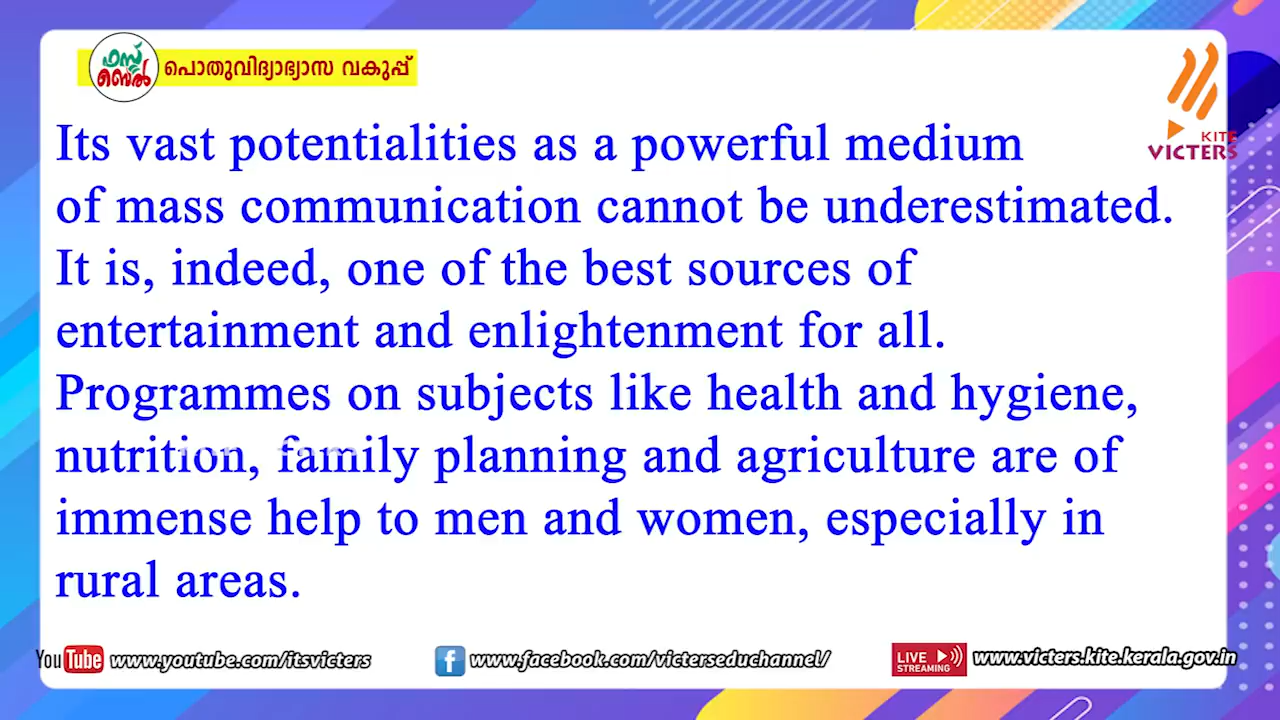 ഫസ്റ്റ്
ബെൽ
പൊതുവിദ്യാഭ്യാസ വകുപ്പ്
KITE
VICTERS
Its vast potentialities as a powerful medium
of mass communication cannot be underestimated.
It is, indeed, one of the best sources of
entertainment and enlightenment for all.
Programmes on subjects like health and hygiene,
nutrition, family planning and agriculture are of
immense help to men and women, especially in
rural areas.
YouTube www.youtube.com/itsvicters
f www.facebook.com/victerseduchannel/
LIVE STREAMING www.victers.kite.kerala.gov.in